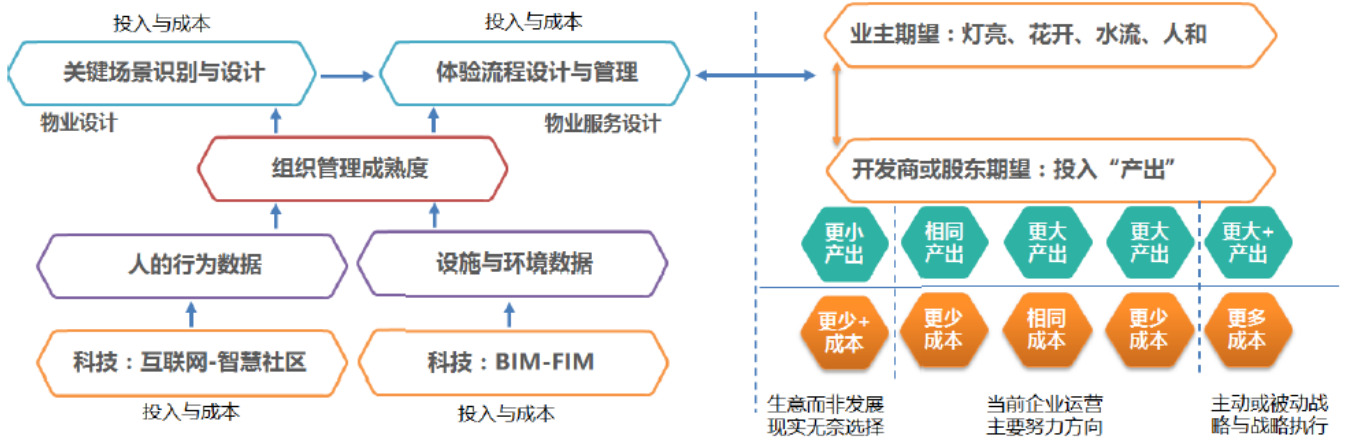 投入与成本
投入与成本
关键场景识别与设计
体验流程设计与管理
物业设计
物业服务设计
组织管理成熟度
人的行为数据
设施与环境数据
科技：互联网-智慧社区
科技：BIM-FIM
投入与成本
投入与成本
业主期望：灯亮、花开、水流、人和
开发商或股东期望：投入“产出”
更小
产出
相同
产出
更大
产出
更大
产出
更大+
产出
更少+
成本
更少
成本
相同
成本
更少
成本
更多
成本
生意而非发展
现实无奈选择
当前企业运营
主要努力方向
主动或被动战
略与战略执行